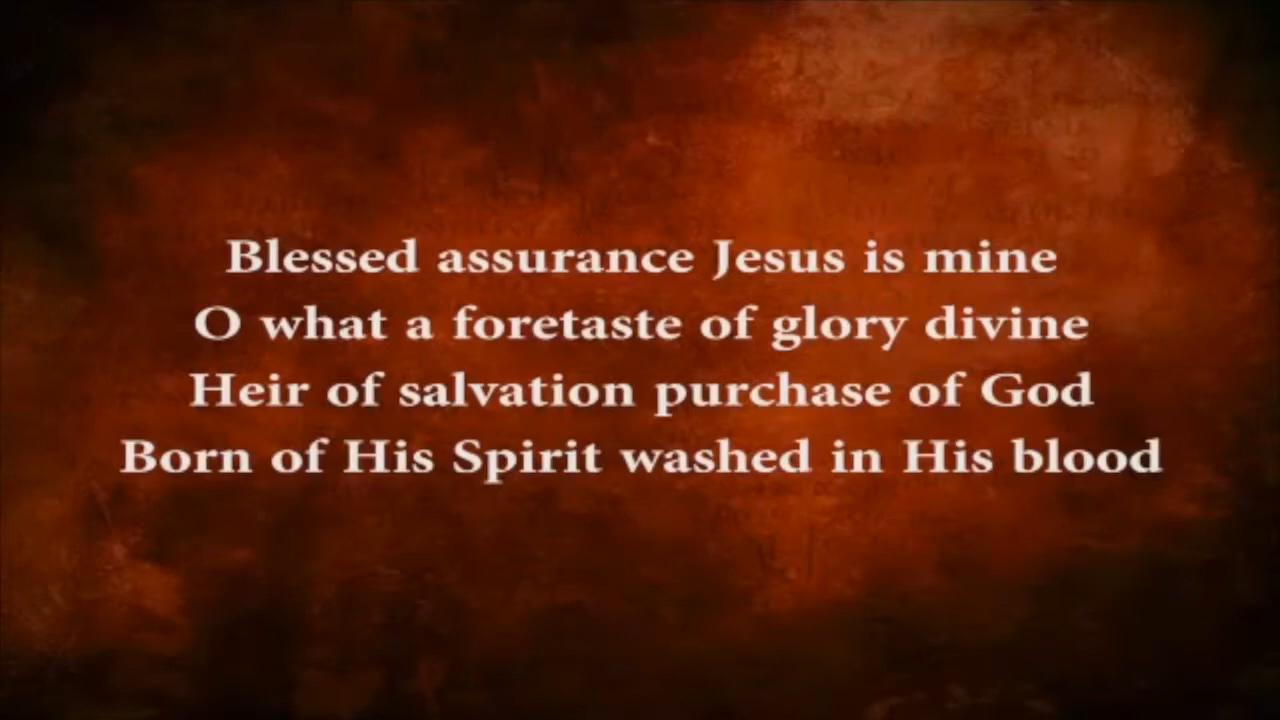 Blessed assurance Jesus is mine
O what a foretaste of glory divine
Heir of salvation purchase of God
Born of His Spirit washed in His blood